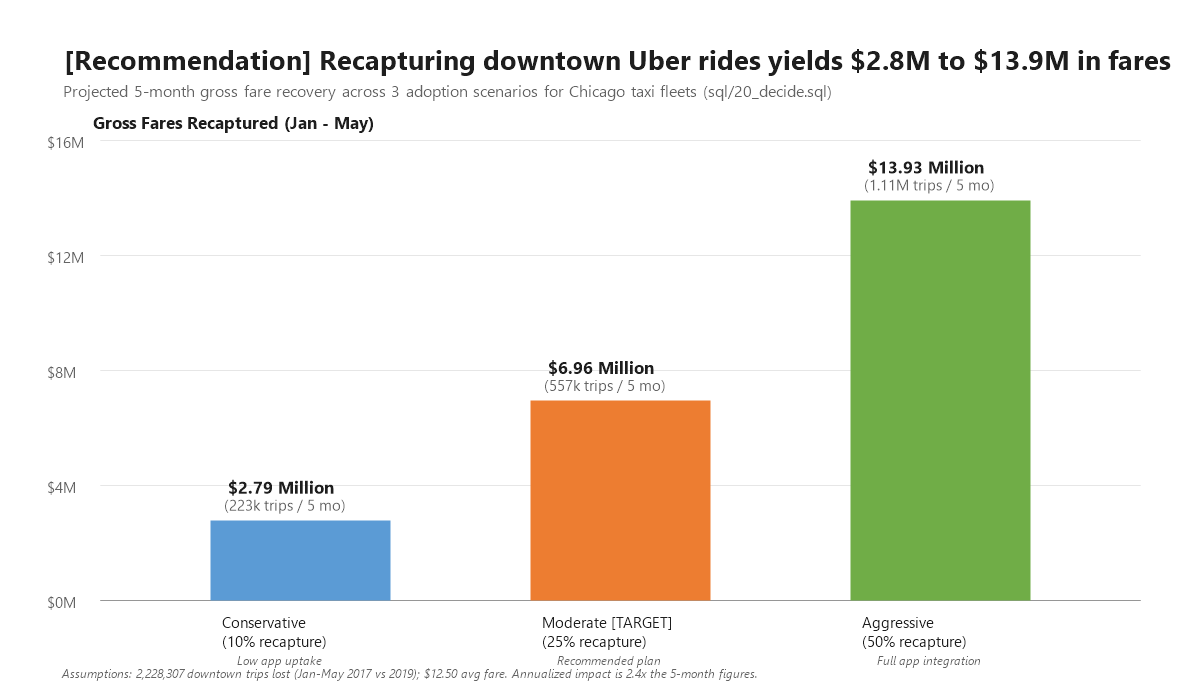 [Recommendation] Recapturing downtown Uber rides yields $2.8M to $13.9M in fares
Projected 5-month gross fare recovery across 3 adoption scenarios for Chicago taxi fleets (sql/20_decide.sql)
Gross Fares Recaptured (Jan - May)
$16M
$13.93 Million
(1.11M trips / 5 mo)
$12M
$8M
$6.96 Million
(557k trips / 5 mo)
$4M
$2.79 Million
(223k trips / 5 mo)
$0M
Conservative
(10% recapture)
Low app uptake
Moderate [TARGET]
(25% recapture)
Recommended plan
Aggressive
(50% recapture)
Full app integration
Assumptions: 2,228,307 downtown trips lost (Jan-May 2017 vs 2019); $12.50 avg fare. Annualized impact is 2.4x the 5-month figures.